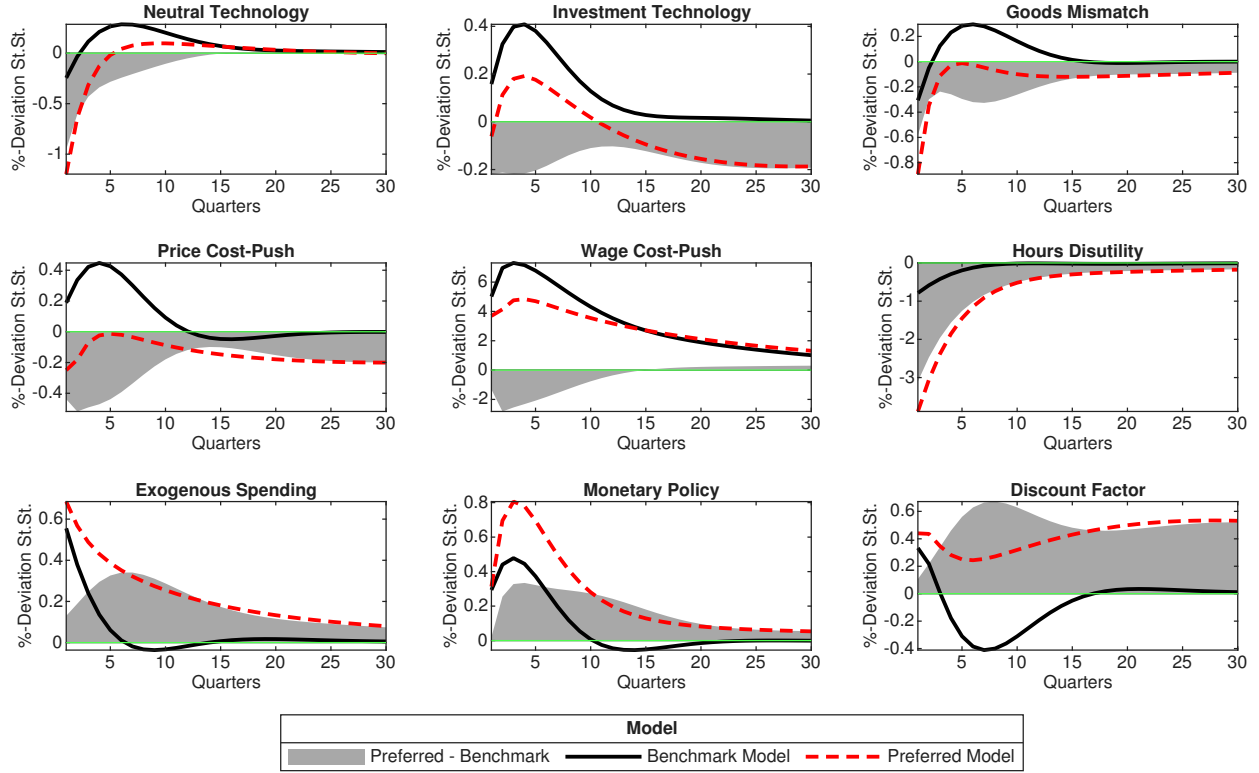 Neutral Technology
%-Deviation St.St.
0
-0.5
-1
5 10 15 20 25 30
Quarters
Investment Technology
%-Deviation St.St.
0.4
0.2
0
-0.2
5 10 15 20 25 30
Quarters
Goods Mismatch
%-Deviation St.St.
0.2
0
-0.2
-0.4
-0.6
-0.8
5 10 15 20 25 30
Quarters
Price Cost-Push
%-Deviation St.St.
0.4
0.2
0
-0.2
-0.4
5 10 15 20 25 30
Quarters
Wage Cost-Push
%-Deviation St.St.
6
4
2
0
-2
5 10 15 20 25 30
Quarters
Hours Disutility
%-Deviation St.St.
0
-1
-2
-3
5 10 15 20 25 30
Quarters
Exogenous Spending
%-Deviation St.St.
0.6
0.4
0.2
0
5 10 15 20 25 30
Quarters
Monetary Policy
%-Deviation St.St.
0.8
0.6
0.4
0.2
0
5 10 15 20 25 30
Quarters
Discount Factor
%-Deviation St.St.
0.6
0.4
0.2
0
-0.2
-0.4
5 10 15 20 25 30
Quarters
Model
Preferred - Benchmark Benchmark Model Preferred Model